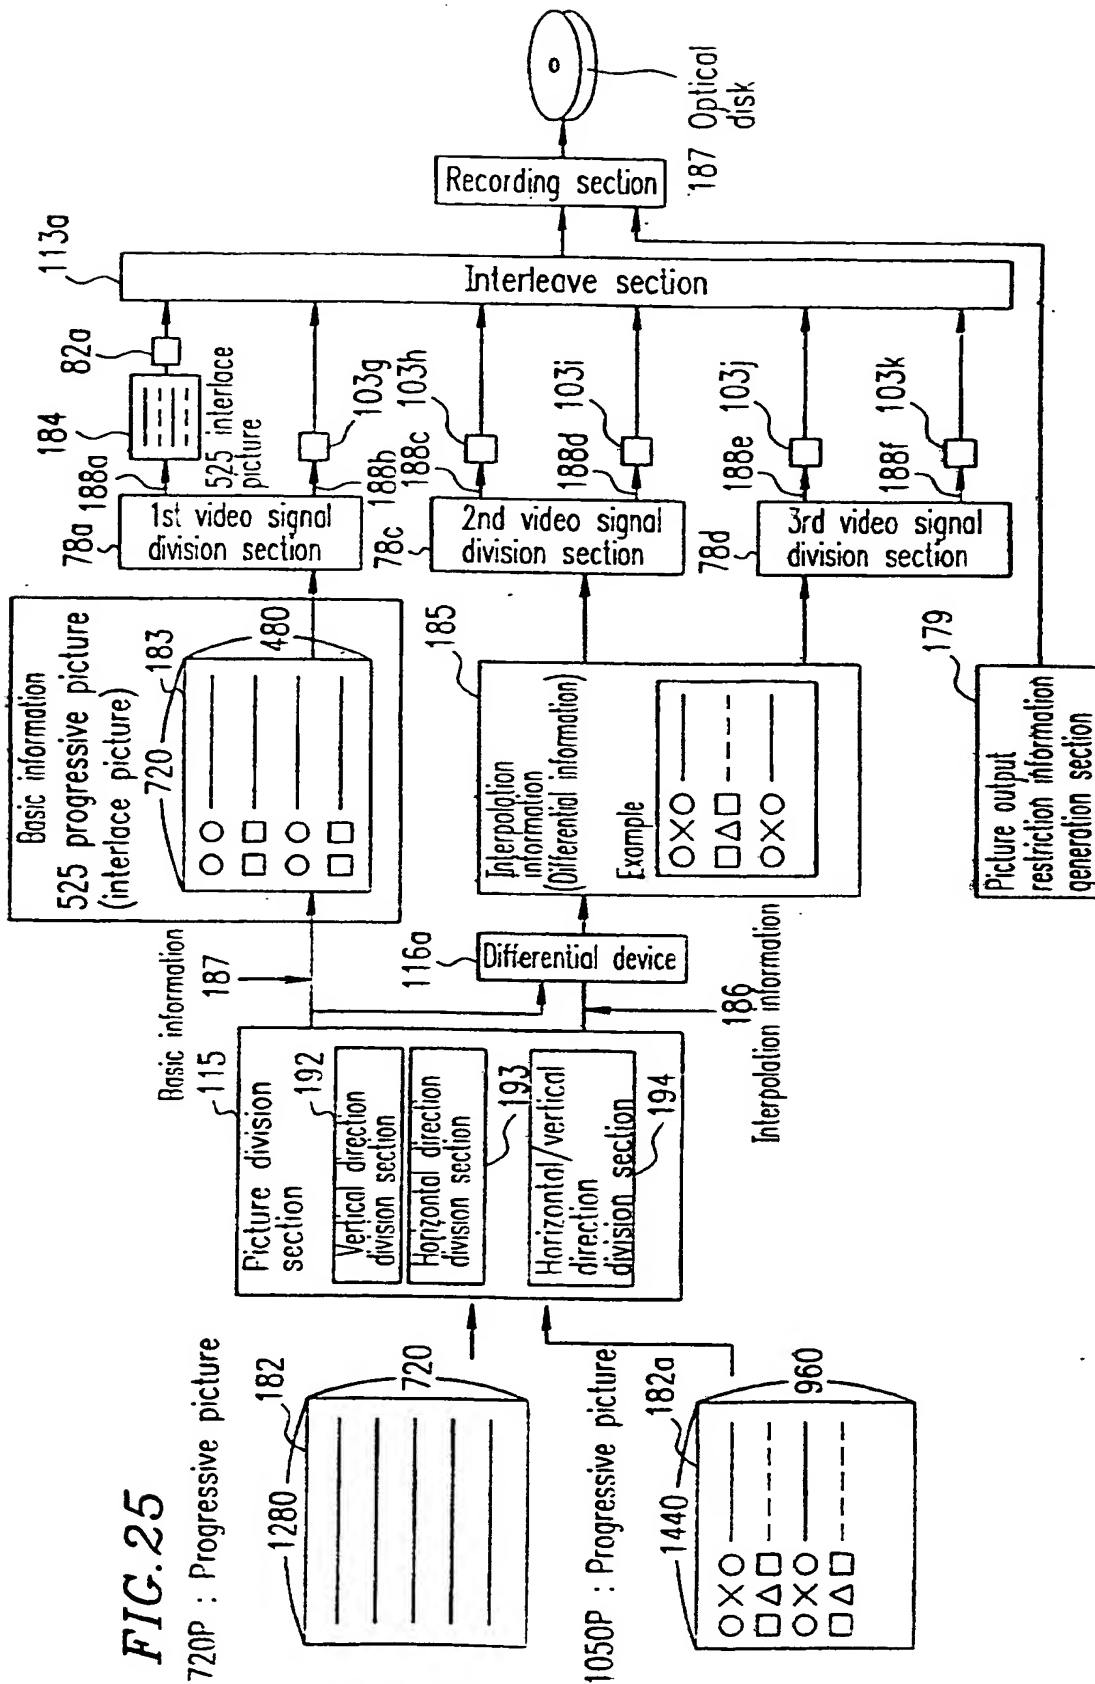 FIG.25
720P : Progressive picture
1280
182
720
1050P : Progressive picture
1440
182a
960
115
Picture division
section
192
Vertical direction
division section
Horizontal direction
division section
193
Horizontal/vertical
direction
division section
194
Basic information
187
116a
Differential device
186
Interpolation information
Basic information
525 progressive picture
(interlace picture)
720
183
480
Interpolation
information
(Differential information)
185
Example
179
Picture output
restriction information
generation section
78a
1st video signal
division section
188a
184
525 interlace
picture
82a
188b
103g
78c
2nd video signal
division section
188c
103h
188d
103i
78d
3rd video signal
division section
188e
103j
188f
103k
113a
Interleave section
Recording section
187 Optical
disk